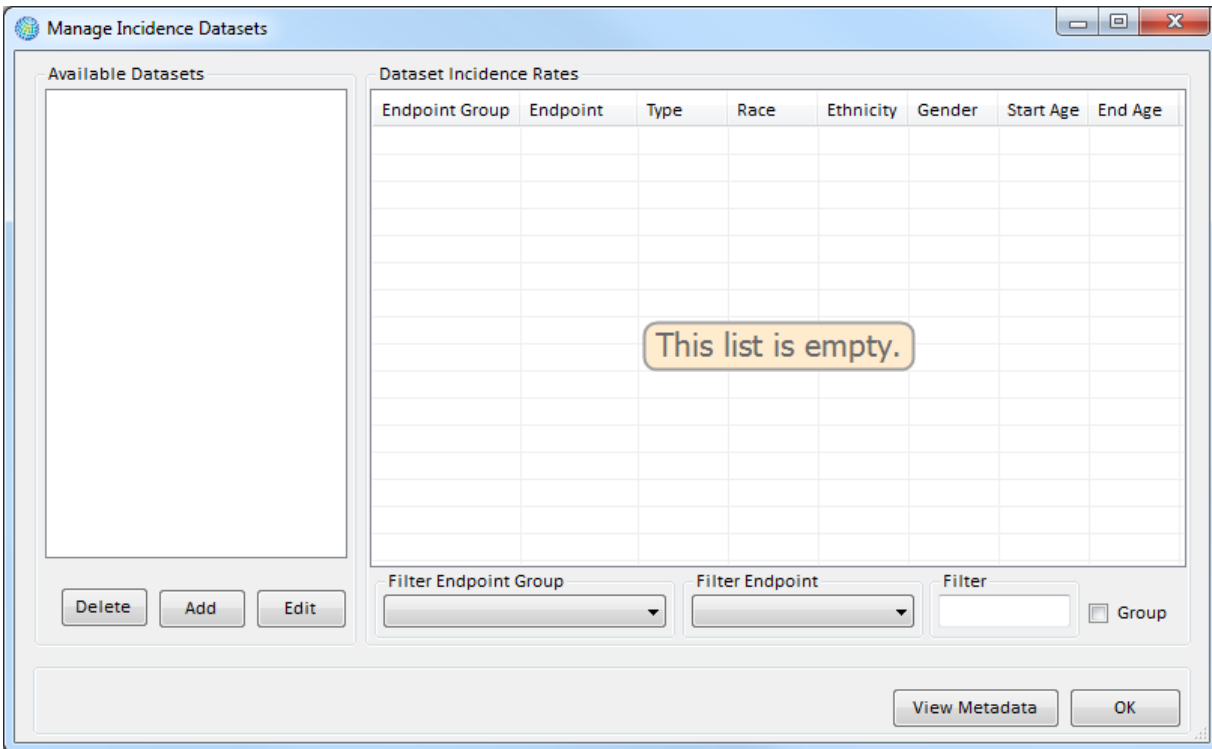 Manage Incidence Datasets
Available Datasets
Dataset Incidence Rates
Endpoint Group Endpoint Type Race Ethnicity Gender Start Age End Age
This list is empty.
Filter Endpoint Group Filter Endpoint Filter
Delete Add Edit Group
View Metadata OK